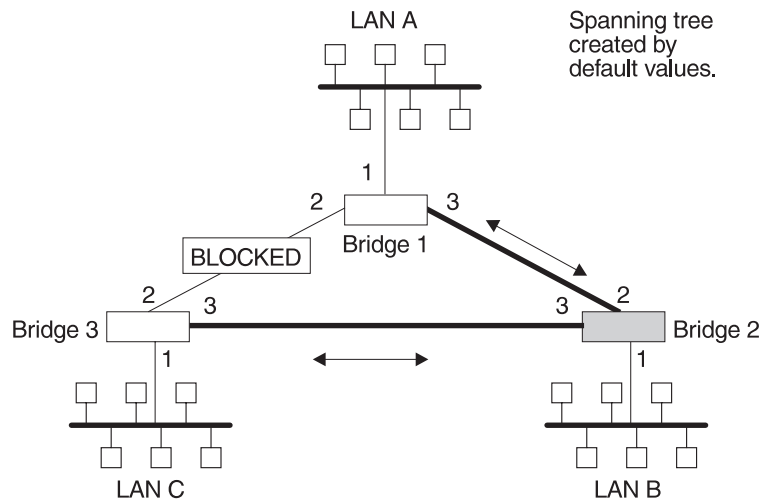 LAN A
Spanning tree
created by
default values.
1
2
3
Bridge 1
BLOCKED
2
3
3
2
Bridge 3
Bridge 2
1
1
LAN C
LAN B